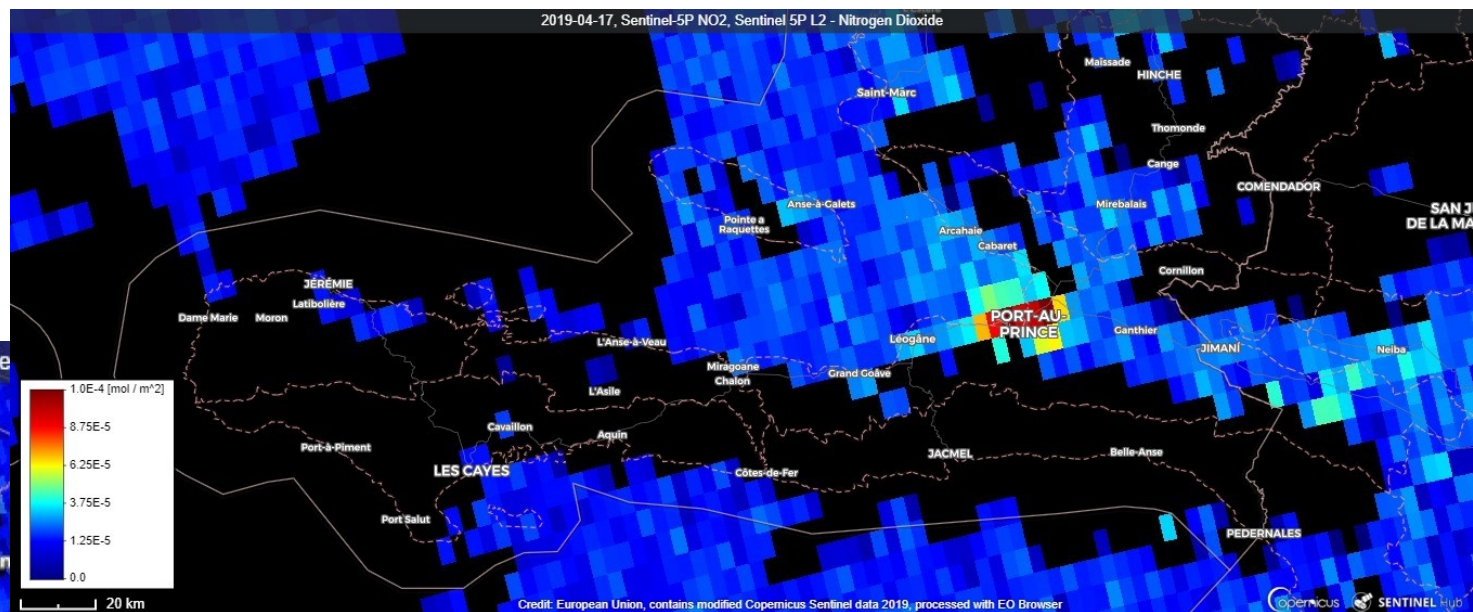 2019-04-17, Sentinel-5P NO2, Sentinel 5P L2 - Nitrogen Dioxide
Maïssade
HINCHE
Saint-Marc
Thomonde
Cange
COMENDADOR
Anse-à-Galets
Mirebalais
Pointe a
Raquettes
SAN J
DE LA MA
Arcahaie
Cabaret
Cornillon
JÉRÉMIE
Latibolière
Dame Marie
Moron
PORT-AU-
PRINCE
Ganthier
L'Anse-à-Veau
Léogâne
JIMANÍ
Neiba
Miragoane
Chalon
Grand Goâve
L'Asile
Cavaillon
Aquin
Port-à-Piment
JACMEL
Belle-Anse
LES CAYES
Côtes-de-Fer
Port Salut
PEDERNALES
1.0E-4 [mol / m^2]
8.75E-5
6.25E-5
3.75E-5
1.25E-5
0.0
20 km
Credit: European Union, contains modified Copernicus Sentinel data 2019, processed with EO Browser
opernicus
SENTINEL Hub